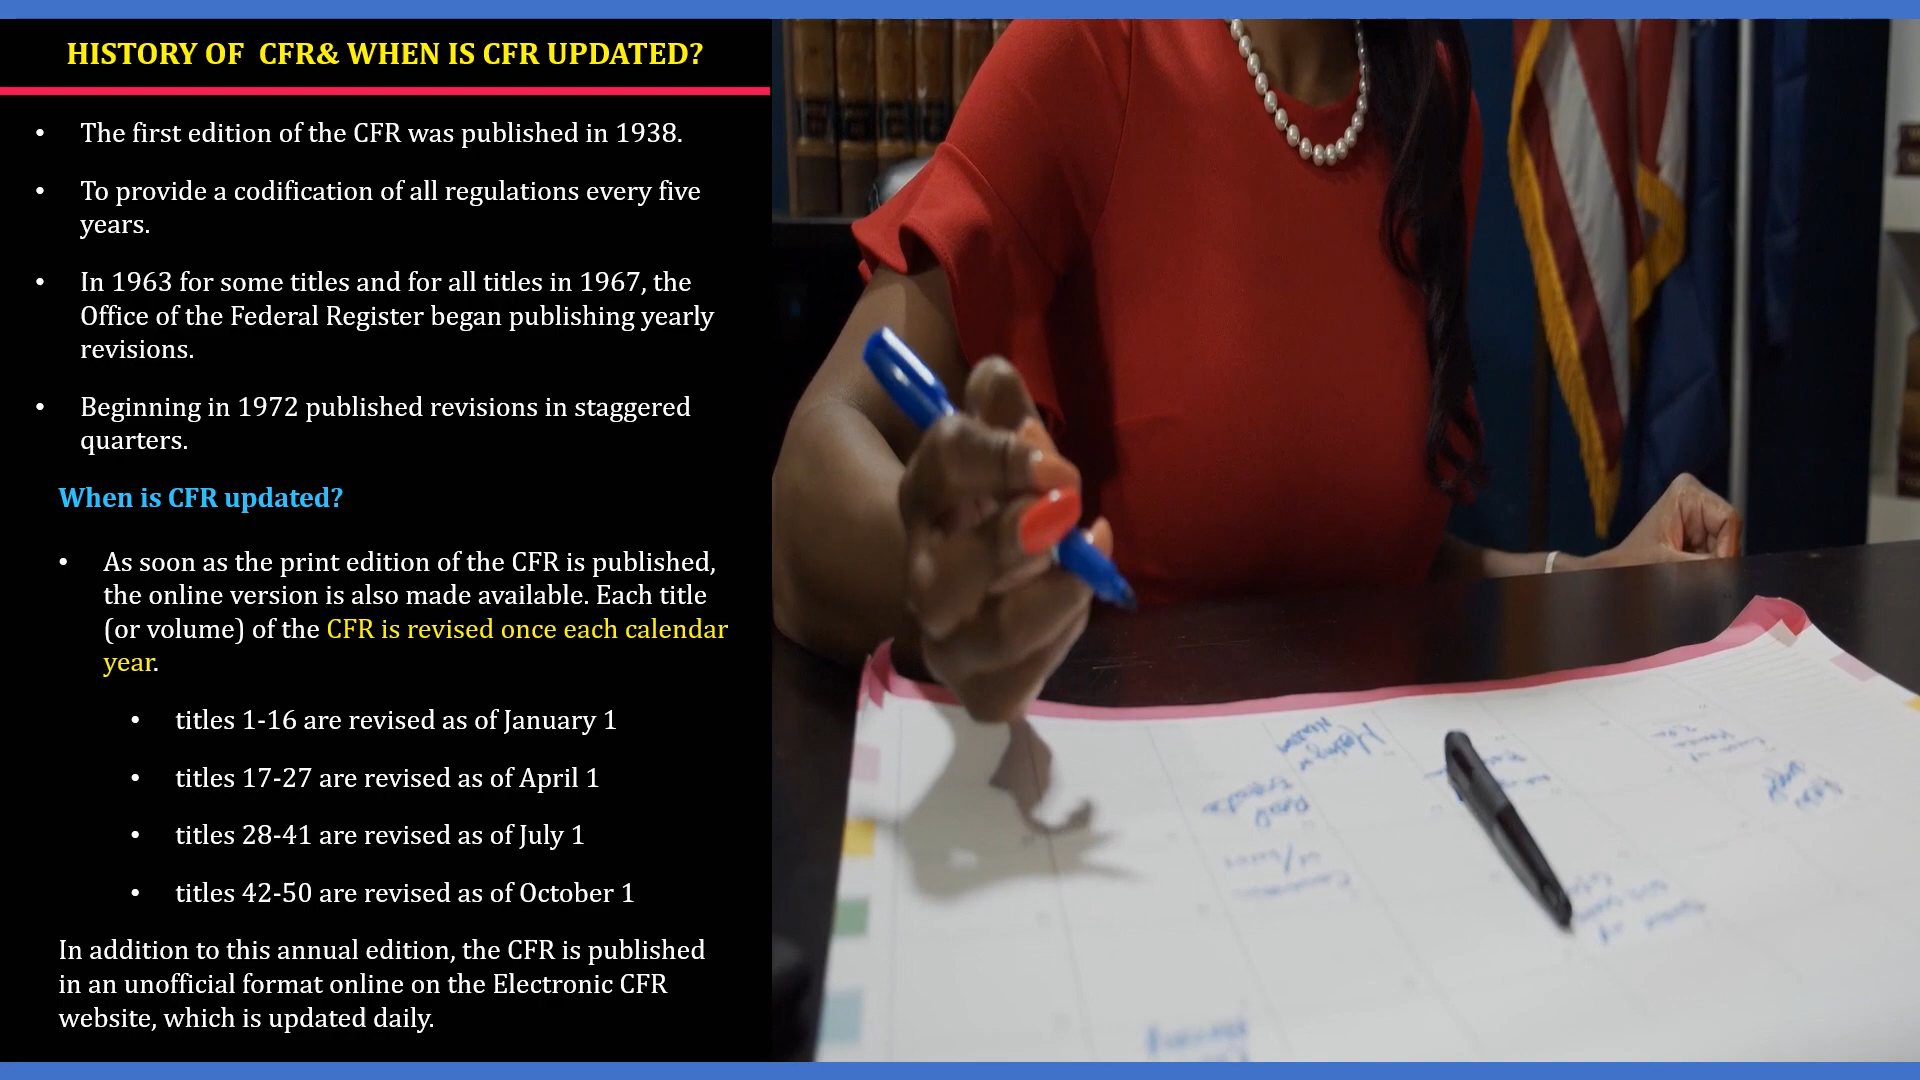 HISTORY OF  CFR& WHEN IS CFR UPDATED?
• The first edition of the CFR was published in 1938.
• To provide a codification of all regulations every five
years.
• In 1963 for some titles and for all titles in 1967, the
Office of the Federal Register began publishing yearly
revisions.
• Beginning in 1972 published revisions in staggered
quarters.
When is CFR updated?
• As soon as the print edition of the CFR is published,
the online version is also made available. Each title
(or volume) of the CFR is revised once each calendar
year.
• titles 1-16 are revised as of January 1
• titles 17-27 are revised as of April 1
• titles 28-41 are revised as of July 1
• titles 42-50 are revised as of October 1
In addition to this annual edition, the CFR is published
in an unofficial format online on the Electronic CFR
website, which is updated daily.